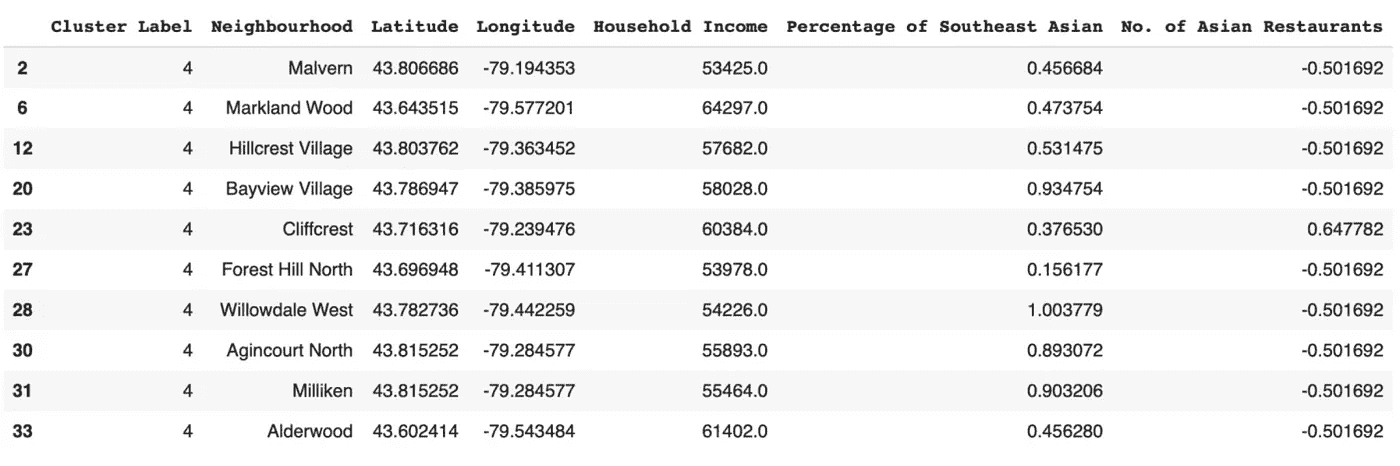 Cluster Label Neighbourhood Latitude Longitude Household Income Percentage of Southeast Asian No. of Asian Restaurants
2 4 Malvern 43.806686 -79.194353 53425.0 0.456684 -0.501692
6 4 Markland Wood 43.643515 -79.577201 64297.0 0.473754 -0.501692
12 4 Hillcrest Village 43.803762 -79.363452 57682.0 0.531475 -0.501692
20 4 Bayview Village 43.786947 -79.385975 58028.0 0.934754 -0.501692
23 4 Cliffcrest 43.716316 -79.239476 60384.0 0.376530 0.647782
27 4 Forest Hill North 43.696948 -79.411307 53978.0 0.156177 -0.501692
28 4 Willowdale West 43.782736 -79.442259 54226.0 1.003779 -0.501692
30 4 Agincourt North 43.815252 -79.284577 55893.0 0.893072 -0.501692
31 4 Milliken 43.815252 -79.284577 55464.0 0.903206 -0.501692
33 4 Alderwood 43.602414 -79.543484 61402.0 0.456280 -0.501692